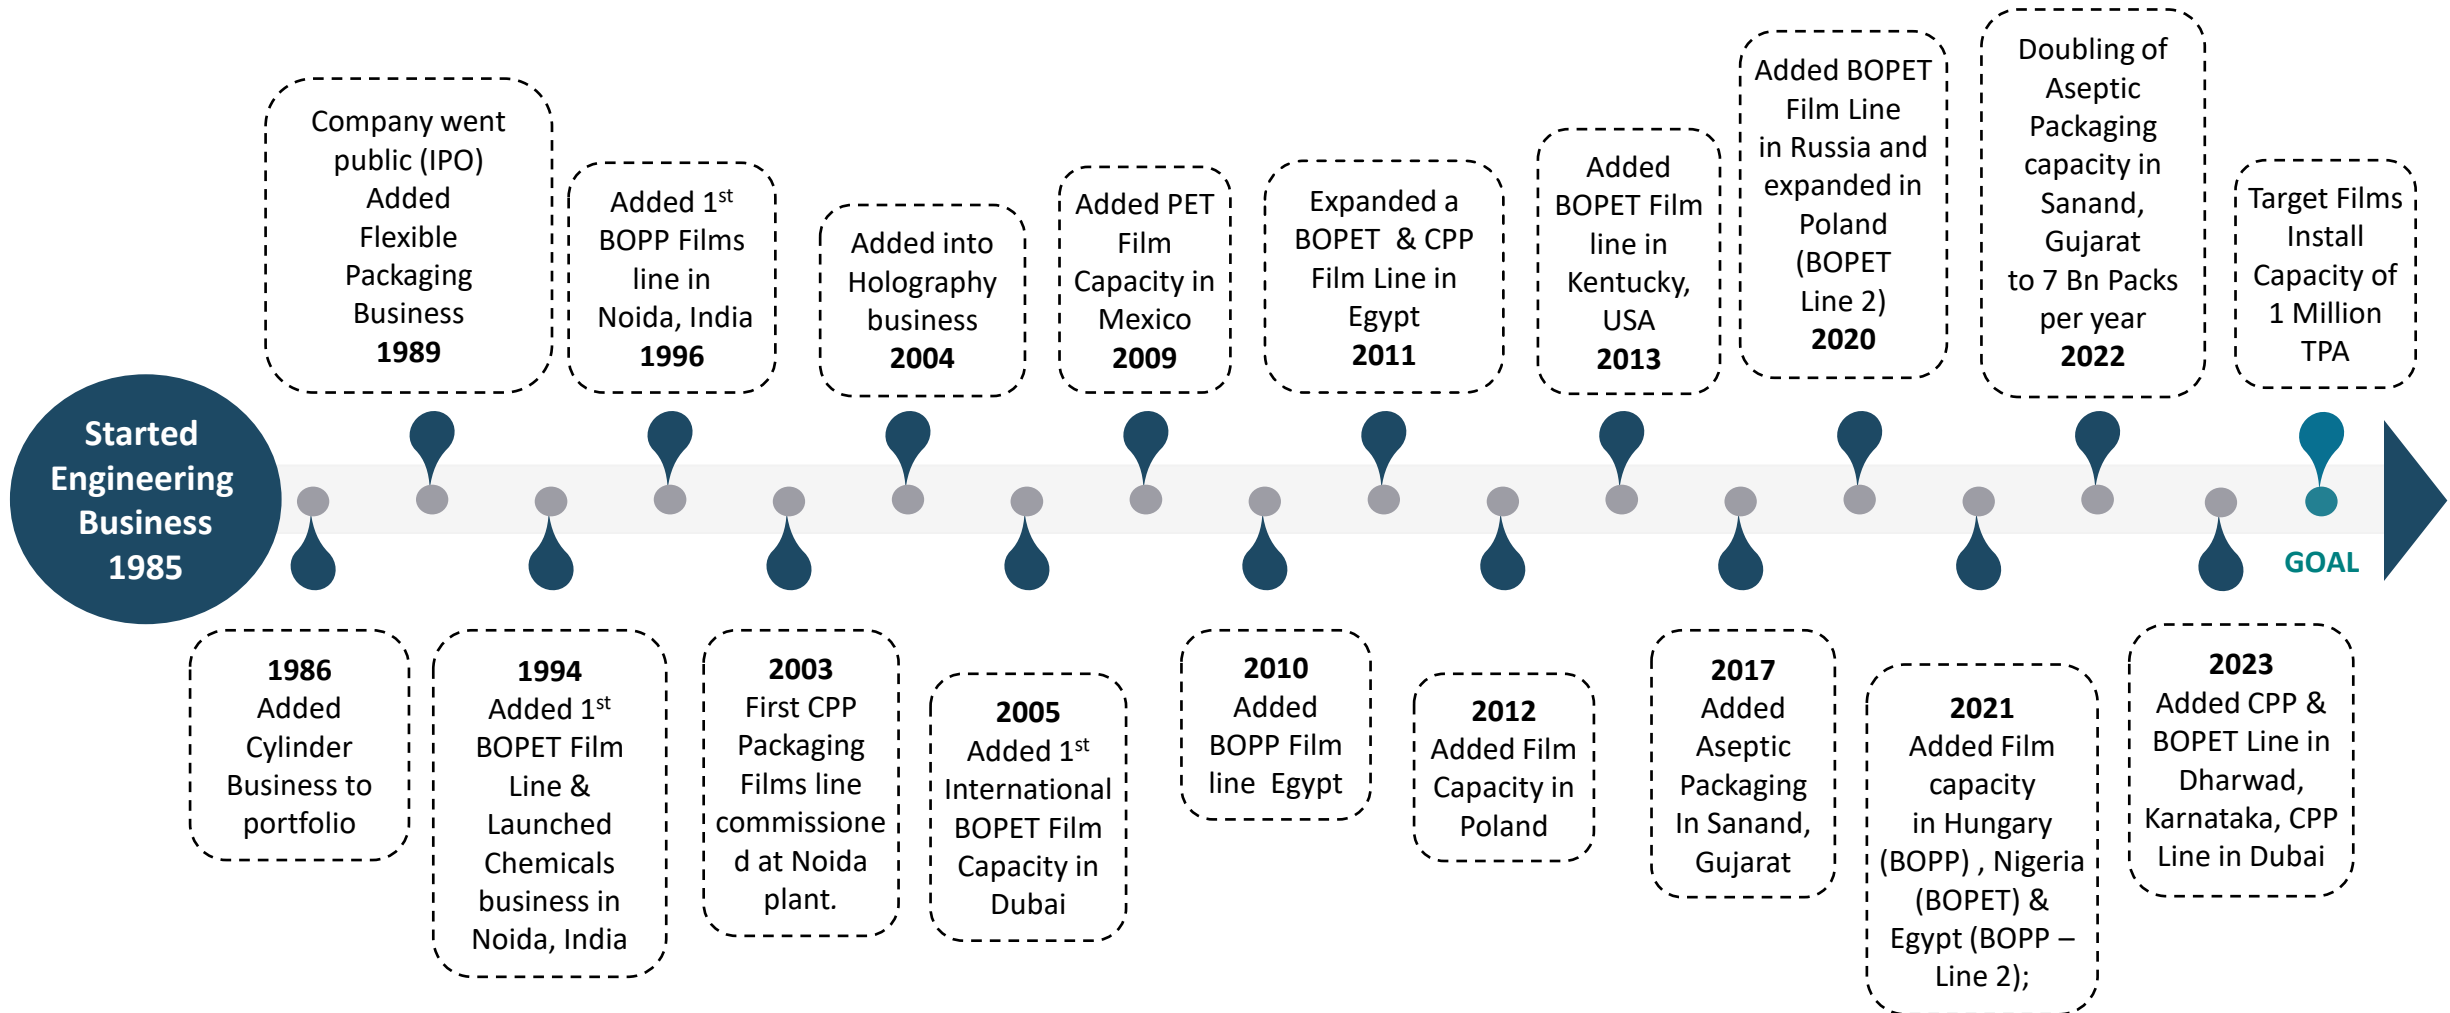 Started
Engineering
Business
1985
Company went
public (IPO)
Added
Flexible
Packaging
Business
1989
Added 1st
BOPP Films
line in
Noida, India
1996
Added into
Holography
business
2004
Added PET
Film
Capacity in
Mexico
2009
Expanded a
BOPET & CPP
Film Line in
Egypt
2011
Added
BOPET Film
line in
Kentucky,
USA
2013
Added BOPET
Film Line
in Russia and
expanded in
Poland
(BOPET
Line 2)
2020
Doubling of
Aseptic
Packaging
capacity in
Sanand,
Gujarat
to 7 Bn Packs
per year
2022
Target Films
Install
Capacity of
1 Million
TPA
GOAL
1986
Added
Cylinder
Business to
portfolio
1994
Added 1st
BOPET Film
Line &
Launched
Chemicals
business in
Noida, India
2003
First CPP
Packaging
Films line
commissione
d at Noida
plant.
2005
Added 1st
International
BOPET Film
Capacity in
Dubai
2010
Added
BOPP Film
line Egypt
2012
Added Film
Capacity in
Poland
2017
Added
Aseptic
Packaging
In Sanand,
Gujarat
2021
Added Film
capacity
in Hungary
(BOPP) , Nigeria
(BOPET) &
Egypt (BOPP –
Line 2);
2023
Added CPP &
BOPET Line in
Dharwad,
Karnataka, CPP
Line in Dubai